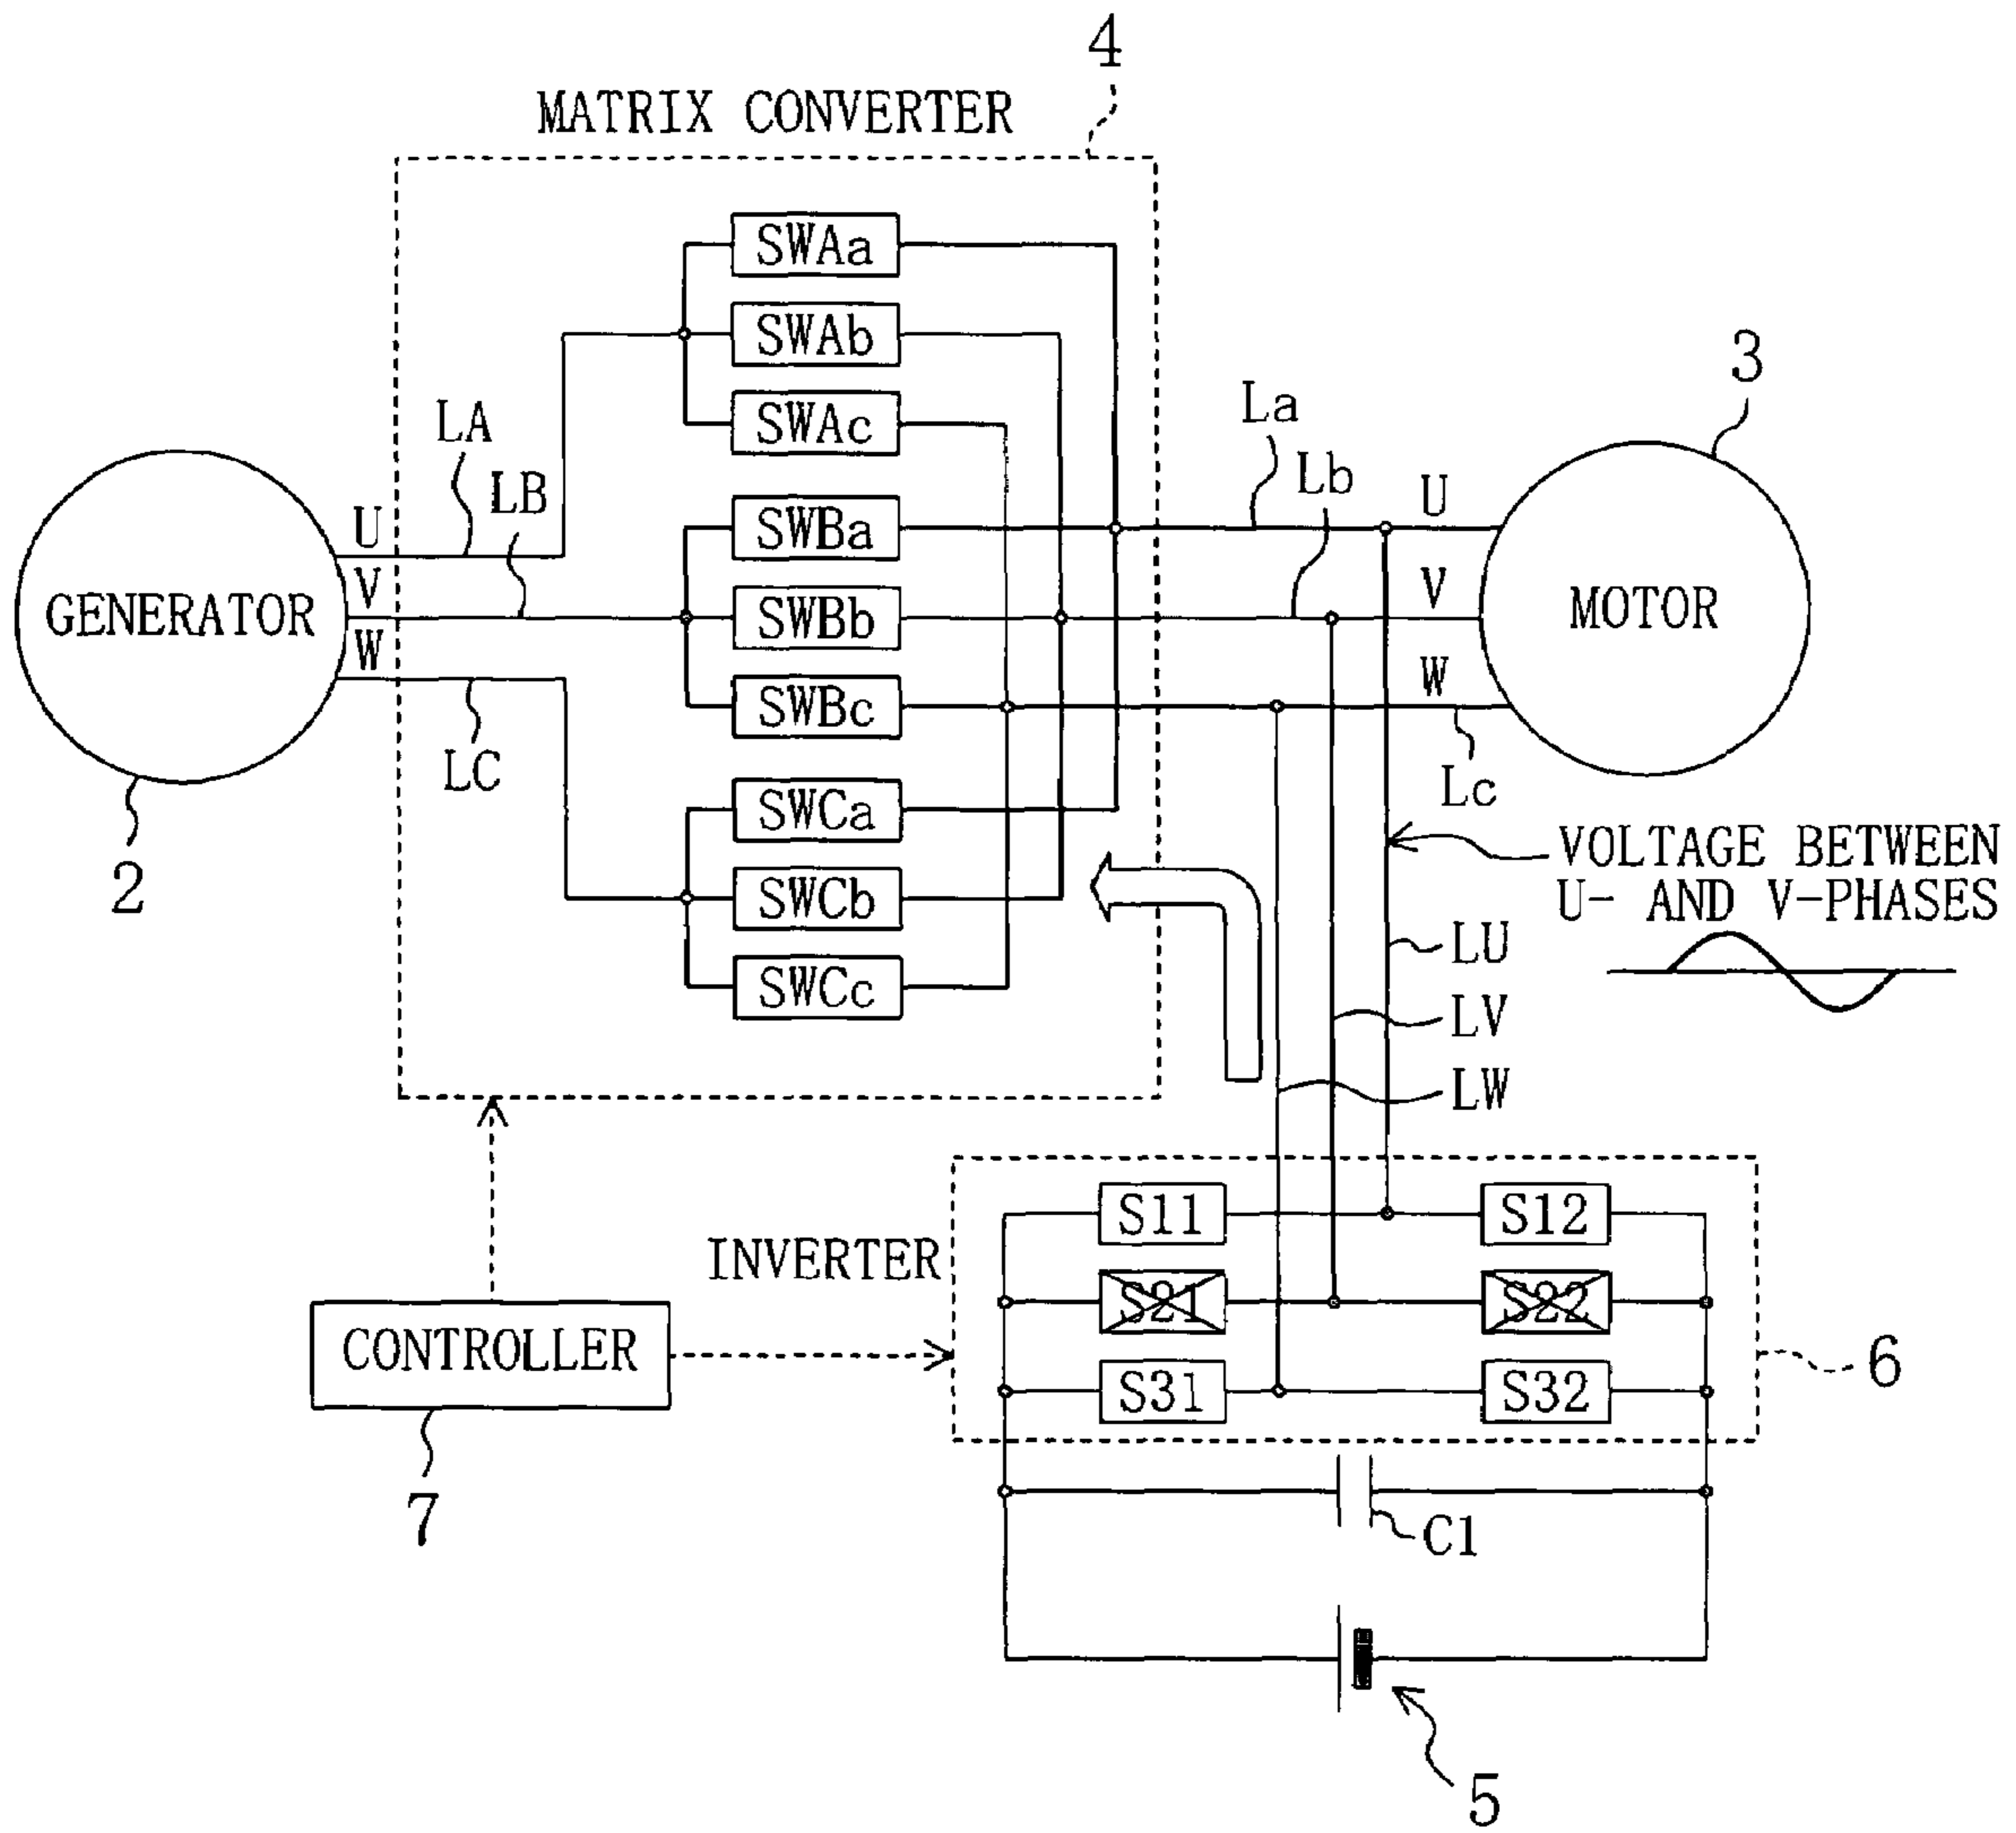 4
MATRIX CONVERTER
SWAa
SWAb
SWAc
3
LA
La
LB
Lb
U
SWBa
U
V
GENERATOR
SWBb
V
MOTOR
W
SWBc
W
LC
Lc
2
SWCa
VOLTAGE BETWEEN
U- AND V-PHASES
SWCb
LU
SWCc
LV
LW
S11
S12
INVERTER
S21
S22
CONTROLLER
S31
S32
6
7
C1
5